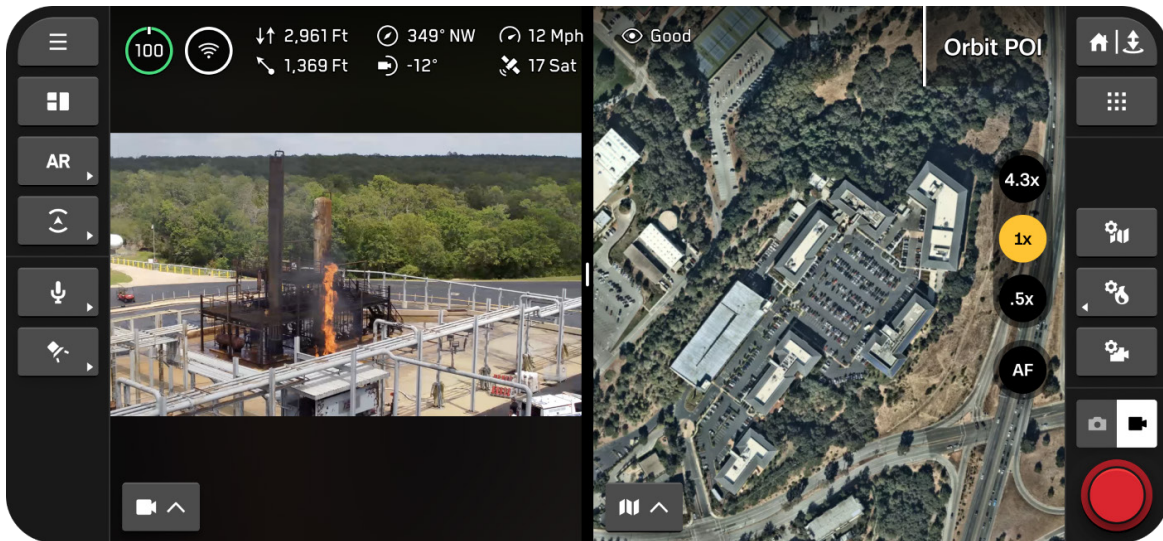 100
↓↑ 2,961 Ft
349° NW
12 Mph
1,369 Ft
-12°
17 Sat
Good
Orbit POI
AR
4.3x
1x
.5x
AF